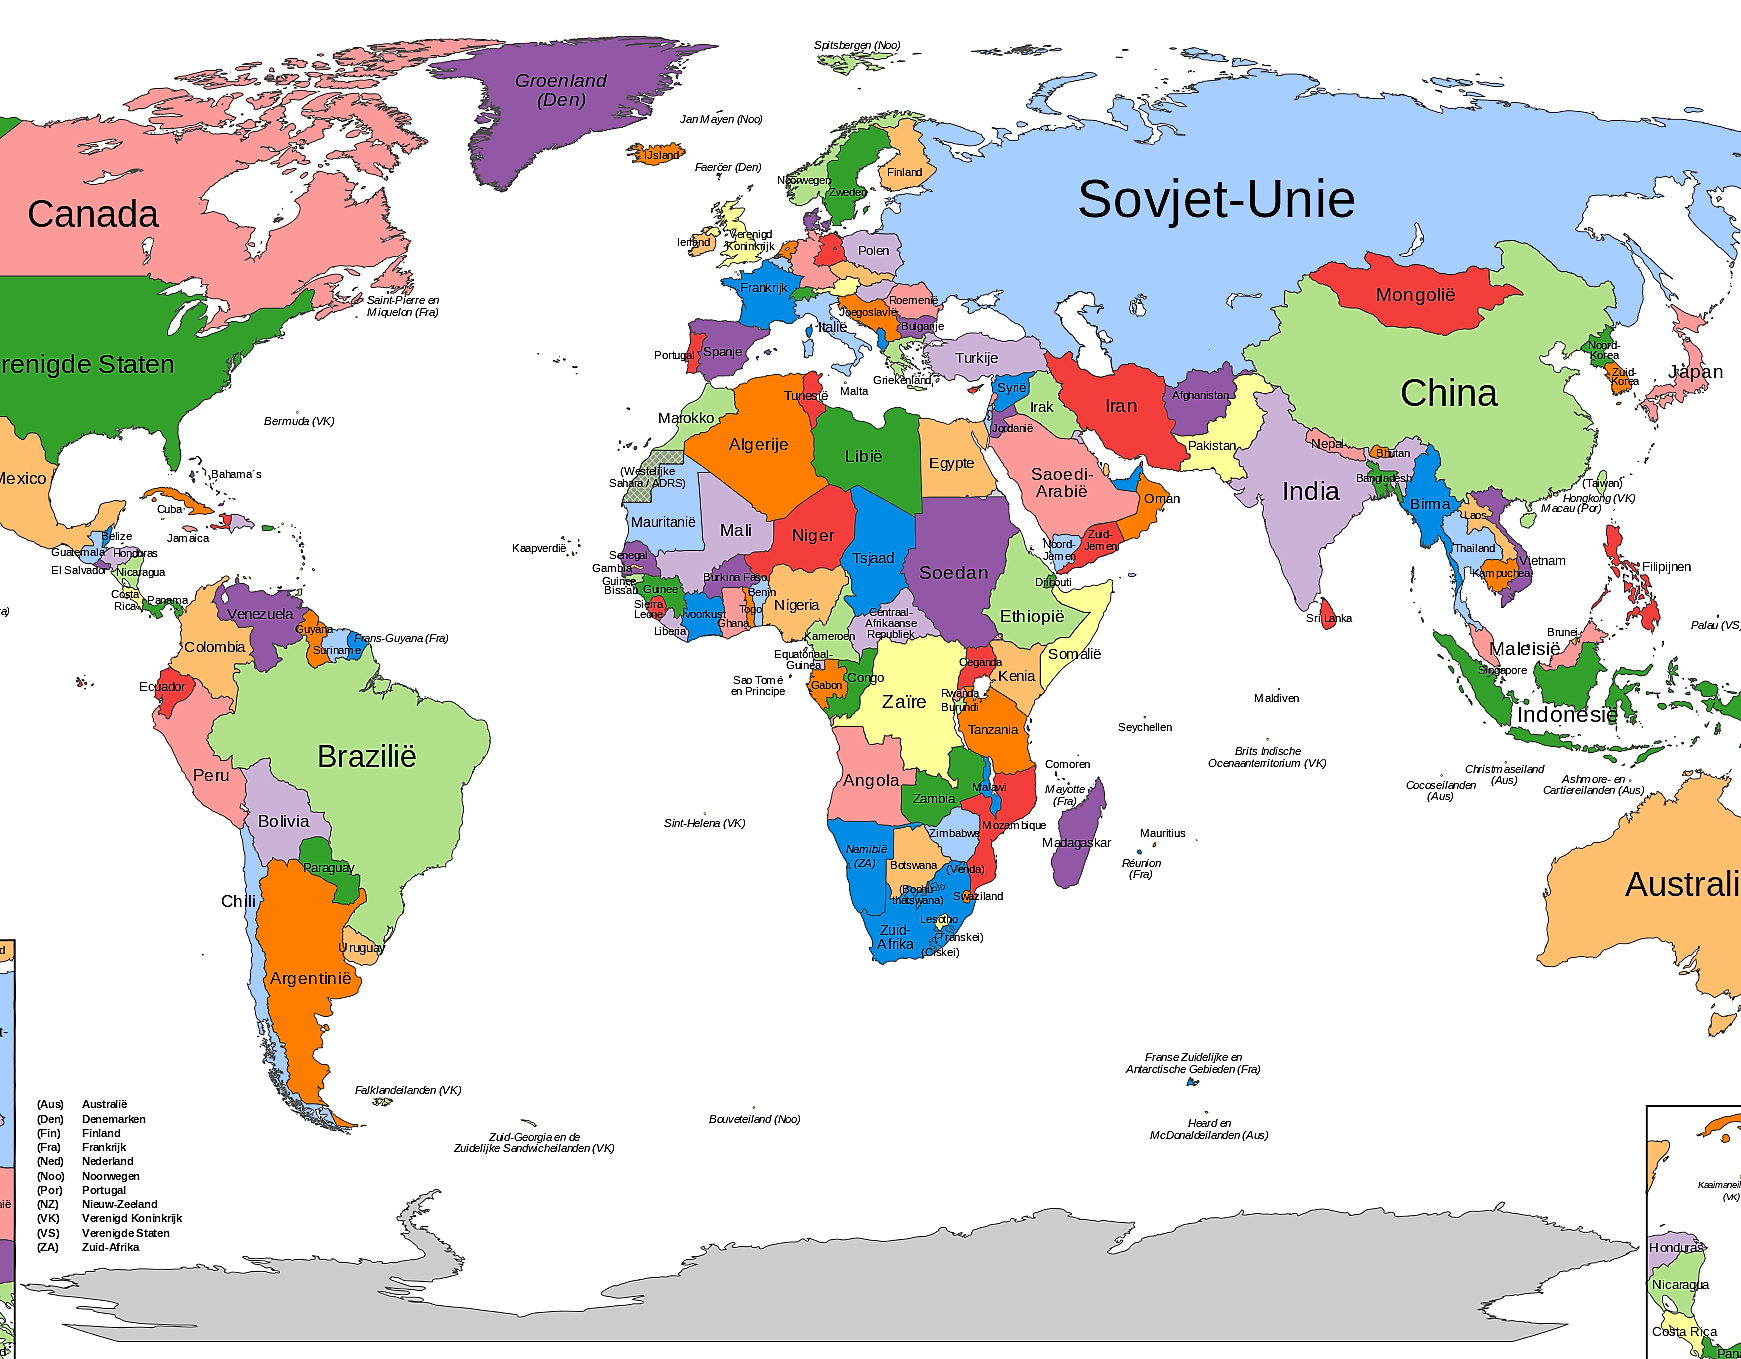 Spitsbergen (Noo)
Groenland
(Den)
Jan Mayen (Noo)
IJsland
Faeröer (Den)
Noorwegen
Zweden
Finland
Sovjet-Unie
Canada
Ierland
Verenigd
Koninkrijk
Polen
Saint-Pierre en
Miquelon (Fra)
Frankrijk
Roemenië
Joegoslavië
Italië
Bulgarije
Mongolië
renigde Staten
Portugal
Spanje
Turkije
Griekenland
Malta
Noord-
Korea
Zuid-
Korea
Japan
China
Tunesië
Syrië
Irak
Iran
Afghanistan
Marokko
Jordanië
Bermuda (VK)
Algerije
Libië
Egypte
Pakistan
Nepal
Bhutan
Saoedi-
Arabië
India
Bangladesh
(Taiwan)
Hongkong (VK)
Macau (Por)
Mexico
Bahama´s
(Westelijke
Sahara / ADRS)
Oman
Birma
Laos
Cuba
Jamaica
Mauritanië
Mali
Niger
Tsjaad
Soedan
Zuid-
Jemen
Noord-
Jemen
Belize
Guatemala
Honduras
El Salvador
Nicaragua
Kaapverdië
Senegal
Gambia
Guinee
Bissau
Guinee
Burkina Faso
Benin
Djibouti
Thailand
Vietnam
Kampuchea
Filipijnen
Costa
Rica
Panama
Sierra
Leone
Liberia
Ivoorkust
Ghana
Togo
Nigeria
Centraal-
Afrikaanse
Republiek
Ethiopië
Sri Lanka
Venezuela
Guyana
Suriname
Frans-Guyana (Fra)
Colombia
Kameroen
Equatoriaal-
Guinea
Somalië
Brunei
Maleisië
Singapore
Palau (VS)
Ecuador
Sao Tomé
en Principe
Gabon
Congo
Zaïre
Oeganda
Kenia
Rwanda
Burundi
Maldiven
Indonesië
Seychellen
Tanzania
Brazilië
Peru
Brits Indische
Ocenaanterritorium (VK)
Comoren
Angola
Zambia
Malawi
Mayotte
(Fra)
Cocoseilanden
(Aus)
Christmaseiland
(Aus)
Ashmore- en
Cartiereilanden (Aus)
Bolivia
Sint-Helena (VK)
Mozambique
Zimbabwe
Madagaskar
Mauritius
Réunion
(Fra)
Namibië
(ZA)
Botswana
(Venda)
Paraguay
(Bophu-
thatswana)
Swaziland
Australi
Chili
Lesotho
Zuid-
Afrika
(Transkei)
(Ciskei)
Uruguay
Argentinië
Franse Zuidelijke en
Antarctische Gebieden (Fra)
Falklandeilanden (VK)
Bouveteiland (Noo)
Heard en
McDonaldeilanden (Aus)
Zuid-Georgia en de
Zuidelijke Sandwicheilanden (VK)
(Aus) Australië
(Den) Denemarken
(Fin) Finland
(Fra) Frankrijk
(Ned) Nederland
(Noo) Noorwegen
(Por) Portugal
(NZ) Nieuw-Zeeland
(VK) Verenigd Koninkrijk
(VS) Verenigde Staten
(ZA) Zuid-Afrika
(VK)
Honduras
Nicaragua
Costa Rica